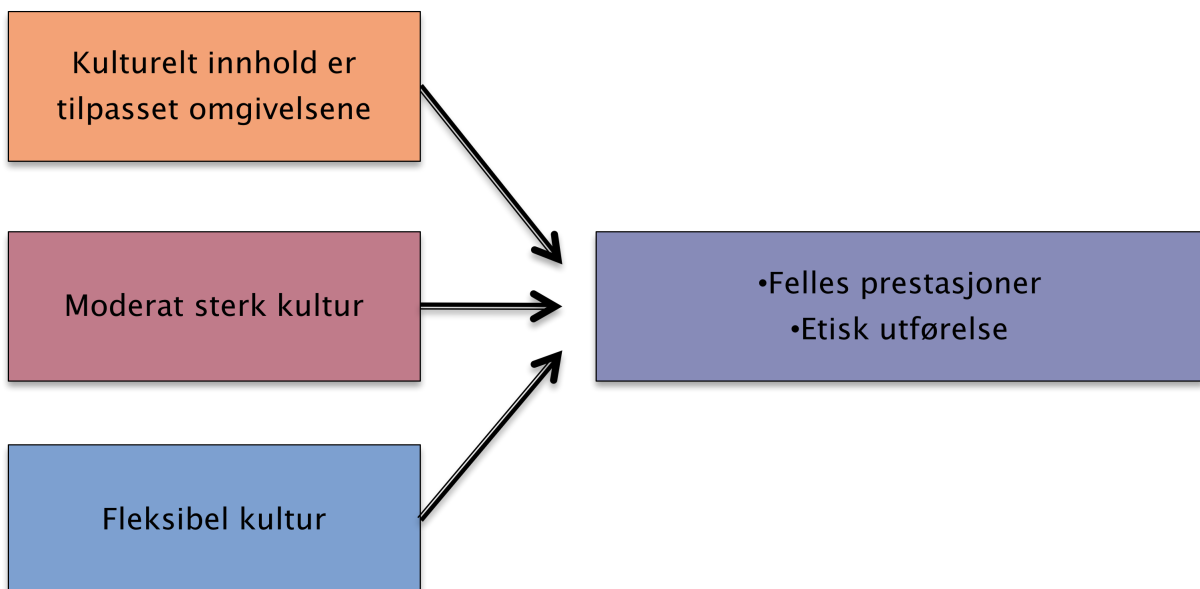 Kulturelt innhold er
tilpasset omgivelsene
Moderat sterk kultur
•Felles prestasjoner
•Etisk utførelse
Fleksibel kultur